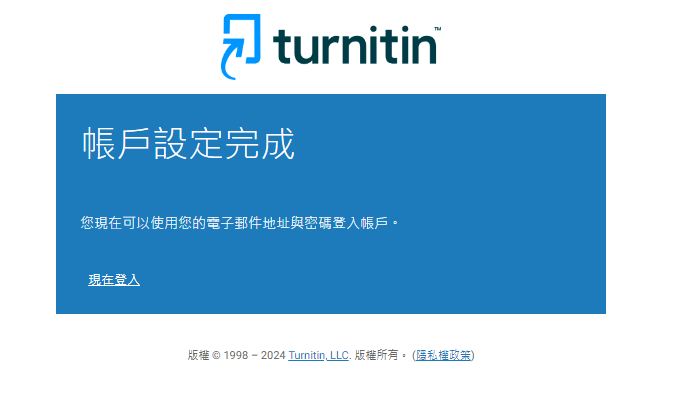 turnitin™
帳戶設定完成
您現在可以使用您的電子郵件地址與密碼登入帳戶。
現在登入
版權 © 1998 – 2024 Turnitin, LLC. 版權所有。 (隱私權政策)